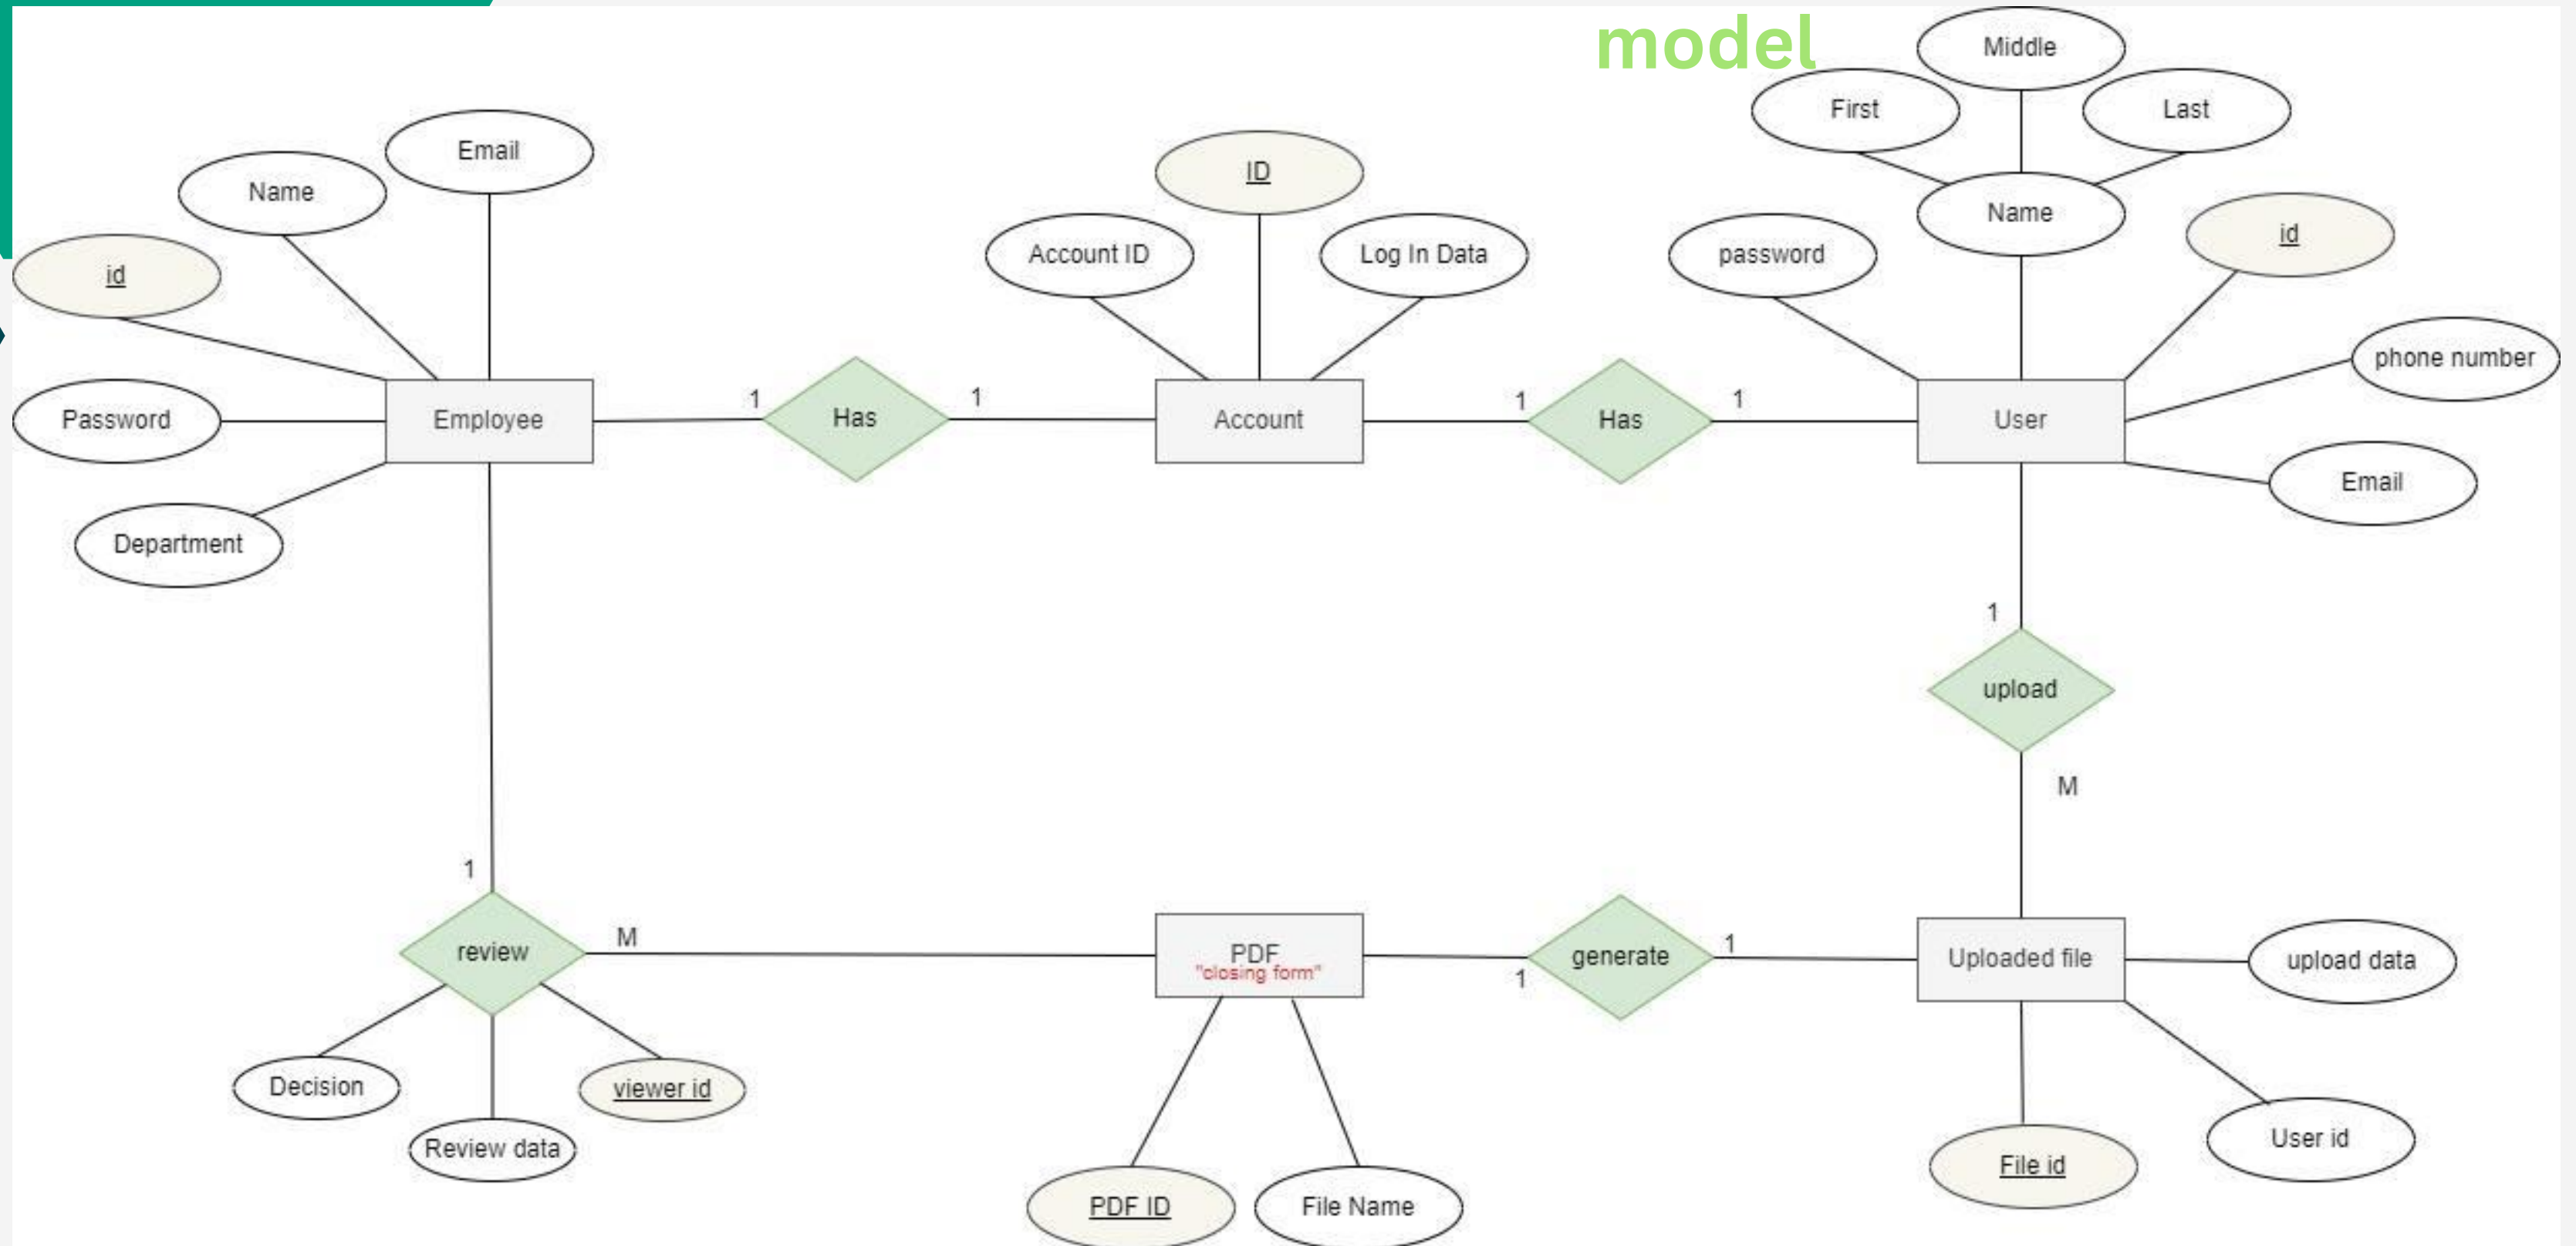 model
Middle
First
Last
Email
Name
ID
Name
id
id
Account ID
Log In Data
password
phone number
Password
Employee
1
Has
1
Account
1
Has
1
User
Email
Department
1
upload
M
1
review
M
PDF
"closing form"
1
generate
1
Uploaded file
upload data
Decision
viewer id
Review data
User id
File id
PDF ID
File Name